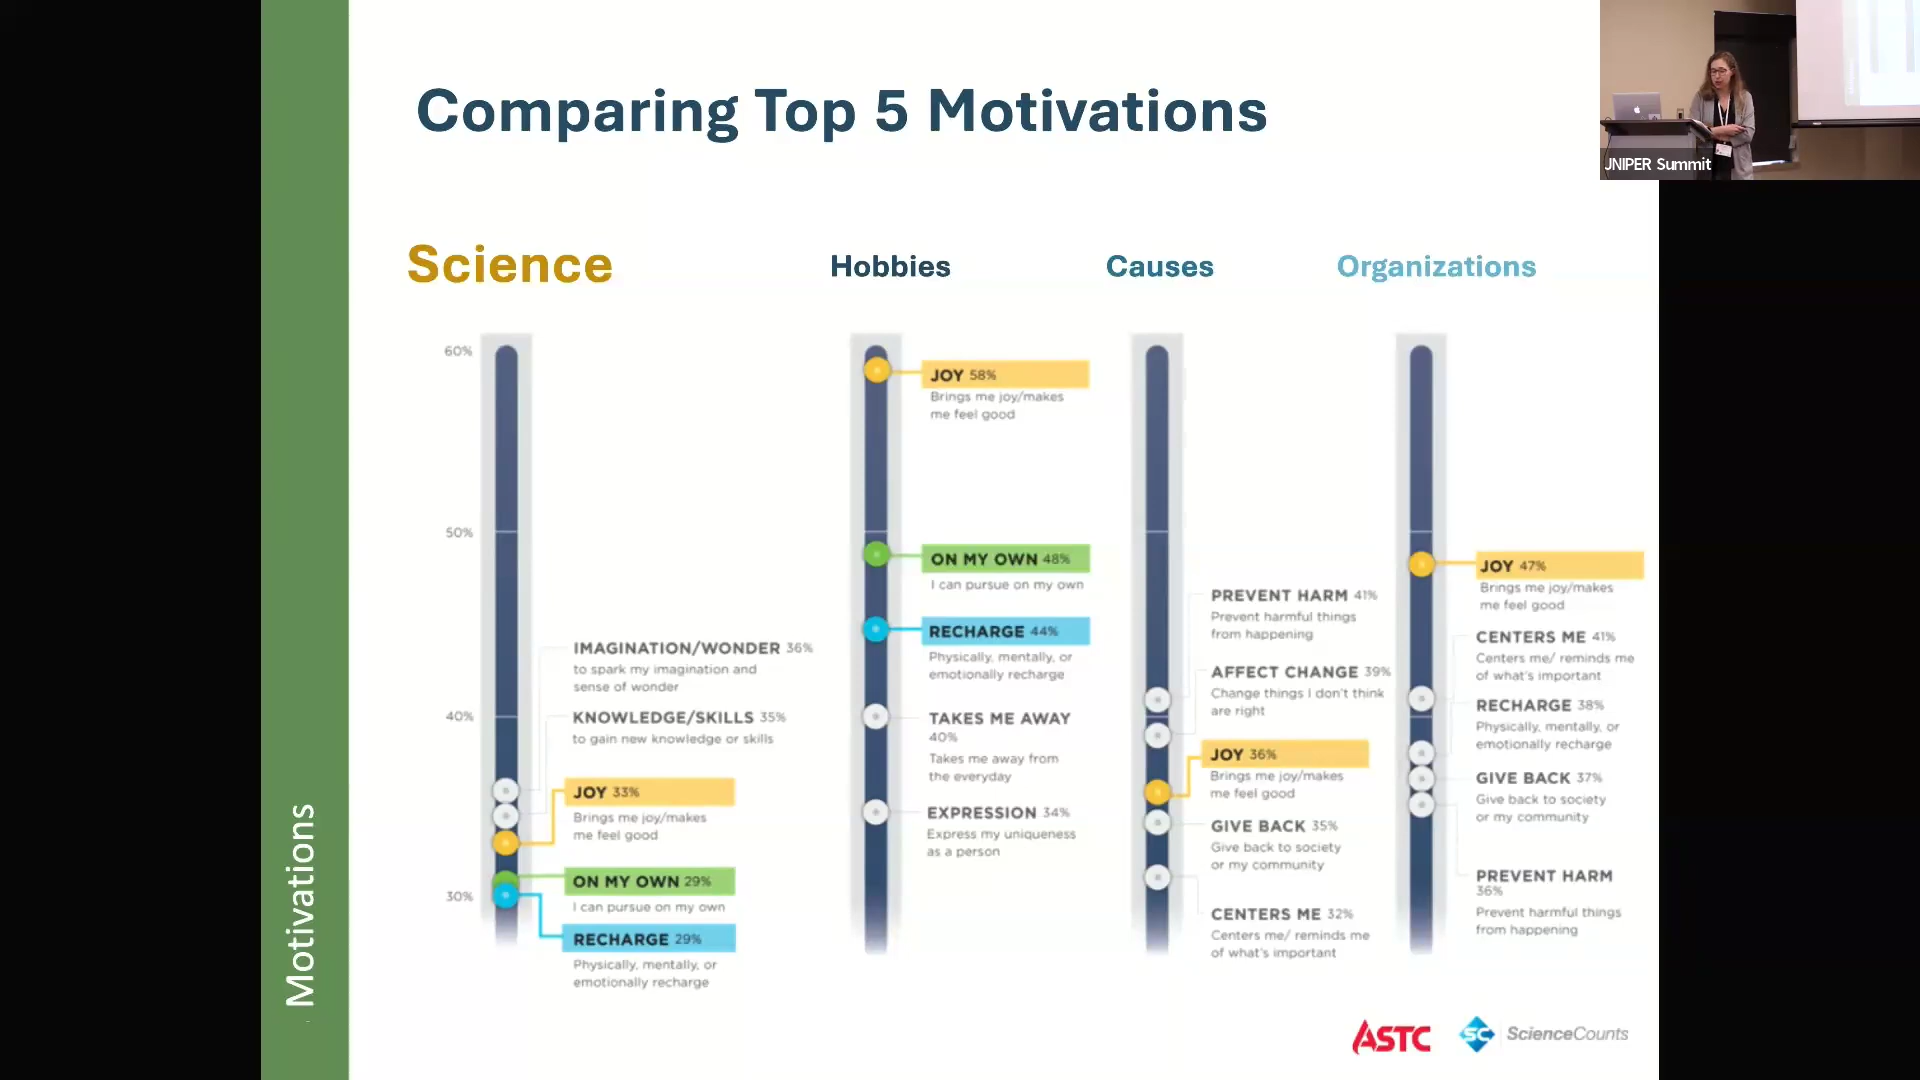 Comparing Top 5 Motivations
JNIPER Summit
Science
Hobbies
Causes
Organizations
60%
50%
40%
30%
IMAGINATION/WONDER 36%
to spark my imagination and
sense of wonder
KNOWLEDGE/SKILLS 35%
to gain new knowledge or skills
JOY 33%
Brings me joy/makes
me feel good
ON MY OWN 29%
I can pursue on my own
RECHARGE 29%
Physically, mentally, or
emotionally recharge
JOY 58%
Brings me joy/makes
me feel good
ON MY OWN 48%
I can pursue on my own
RECHARGE 44%
Physically, mentally, or
emotionally recharge
TAKES ME AWAY
40%
Takes me away from
the everyday
EXPRESSION 34%
Express my uniqueness
as a person
PREVENT HARM 41%
Prevent harmful things
from happening
AFFECT CHANGE 39%
Change things I don't think
are right
JOY 36%
Brings me joy/makes
me feel good
GIVE BACK 35%
Give back to society
or my community
CENTERS ME 32%
Centers me/ reminds me
of what's important
JOY 47%
Brings me joy/makes
me feel good
CENTERS ME 41%
Centers me/ reminds me
of what's important
RECHARGE 38%
Physically, mentally, or
emotionally recharge
GIVE BACK 37%
Give back to society
or my community
PREVENT HARM
36%
Prevent harmful things
from happening
Motivations
ASTC
SC
ScienceCounts